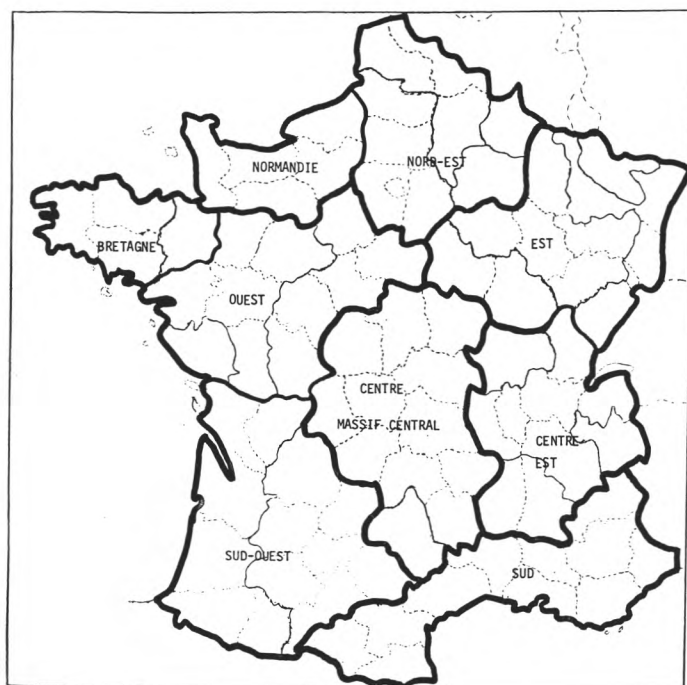 NORMANDIE
NORD-EST
BRETAGNE
EST
OUEST
CENTRE
MASSIF CENTRAL
CENTRE-
EST
SUD-OUEST
SUD